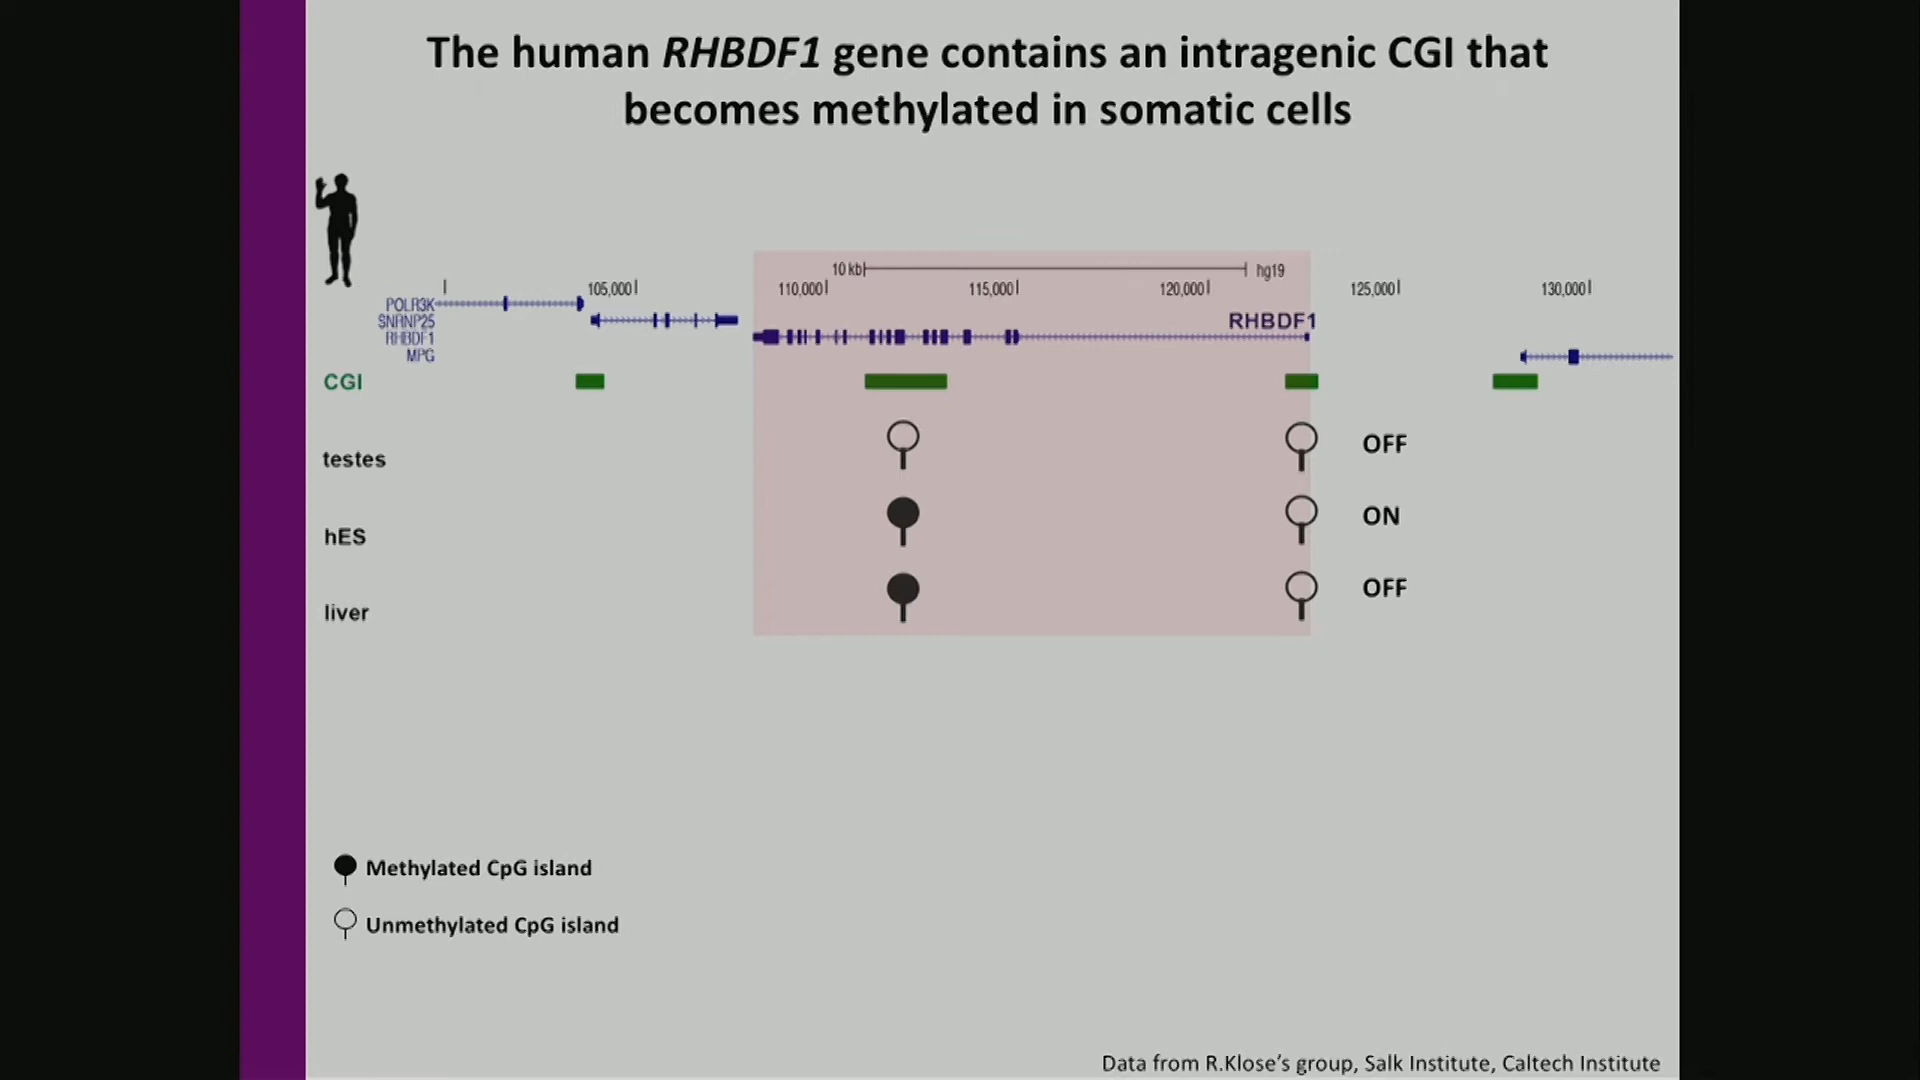 The human RHBDF1 gene contains an intragenic CGI that
becomes methylated in somatic cells
10 kb hg19
105,000 110,000 115,000 120,000 125,000 130,000
POLR3K
SNRNP25
RHBDF1
RHBDF1
MPG
CGI
testes OFF
hES ON
liver OFF
Methylated CpG island
Unmethylated CpG island
Data from R.Klose's group, Salk Institute, Caltech Institute